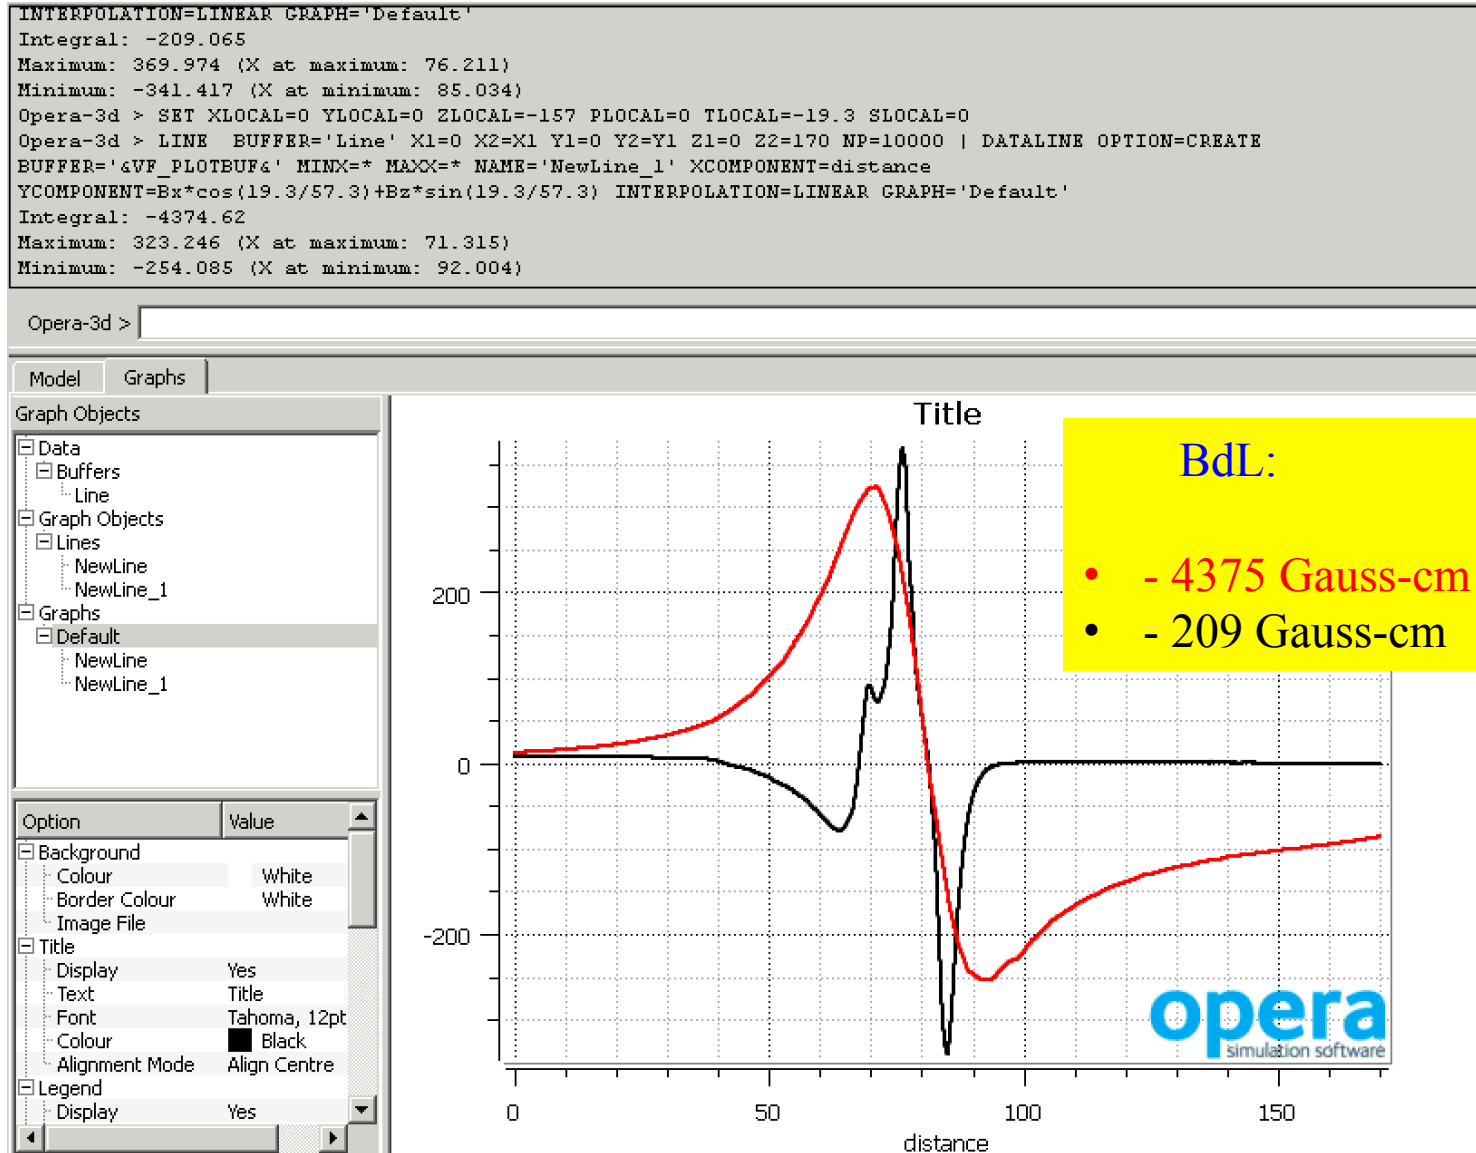 INTERPOLATION=LINEAR GRAPH='Default'
Integral: -209.065
Maximum: 369.974 (X at maximum: 76.211)
Minimum: -341.417 (X at minimum: 85.034)
Opera-3d > SET XLOCAL=0 YLOCAL=0 ZLOCAL=-157 PLOCAL=0 TLOCAL=-19.3 SLOCAL=0
Opera-3d > LINE  BUFFER='Line' X1=0 X2=X1 Y1=0 Y2=Y1 Z1=0 Z2=170 NP=10000 | DATALINE OPTION=CREATE
BUFFER='&VF_PLOTBUF&' MINX=* MAXX=* NAME='NewLine_1' XCOMPONENT=distance
YCOMPONENT=Bx*cos(19.3/57.3)+Bz*sin(19.3/57.3) INTERPOLATION=LINEAR GRAPH='Default'
Integral: -4374.62
Maximum: 323.246 (X at maximum: 71.315)
Minimum: -254.085 (X at minimum: 92.004)
Opera-3d >
Model Graphs
Graph Objects
Data
Buffers
Line
Graph Objects
Lines
NewLine
NewLine_1
Graphs
Default
NewLine
NewLine_1
Option Value
Background
Colour White
Border Colour White
Image File
Title
Display Yes
Text Title
Font Tahoma, 12pt
Colour Black
Alignment Mode Align Centre
Legend
Display Yes
Title
BdL:
• - 4375 Gauss-cm
• - 209 Gauss-cm
200
0
-200
opera
simulation software
0 50 100 150
distance